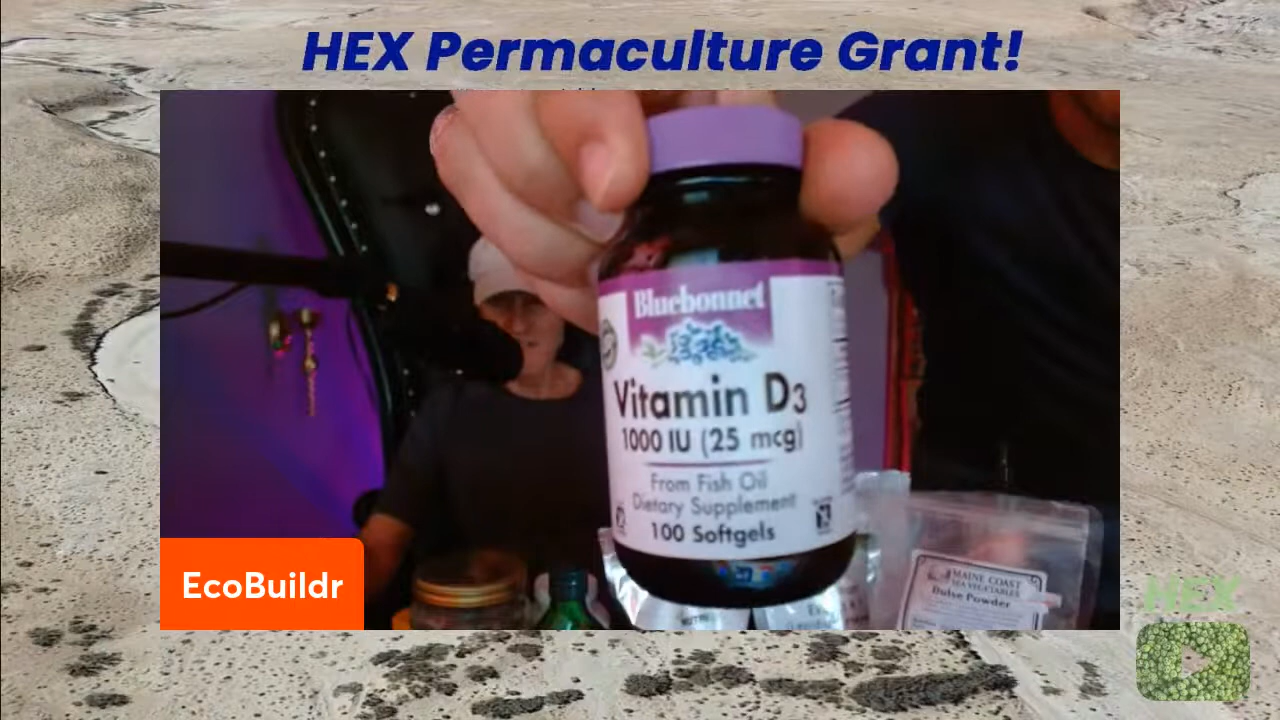 HEX Permaculture Grant!
Bluebonnet
Vitamin D3
1000 IU (25 mcg)
From Fish Oil
Dietary Supplement
100 Softgels
EcoBuildr
MAINE COAST
SEA VEGETABLES
Dulse Powder
HEX